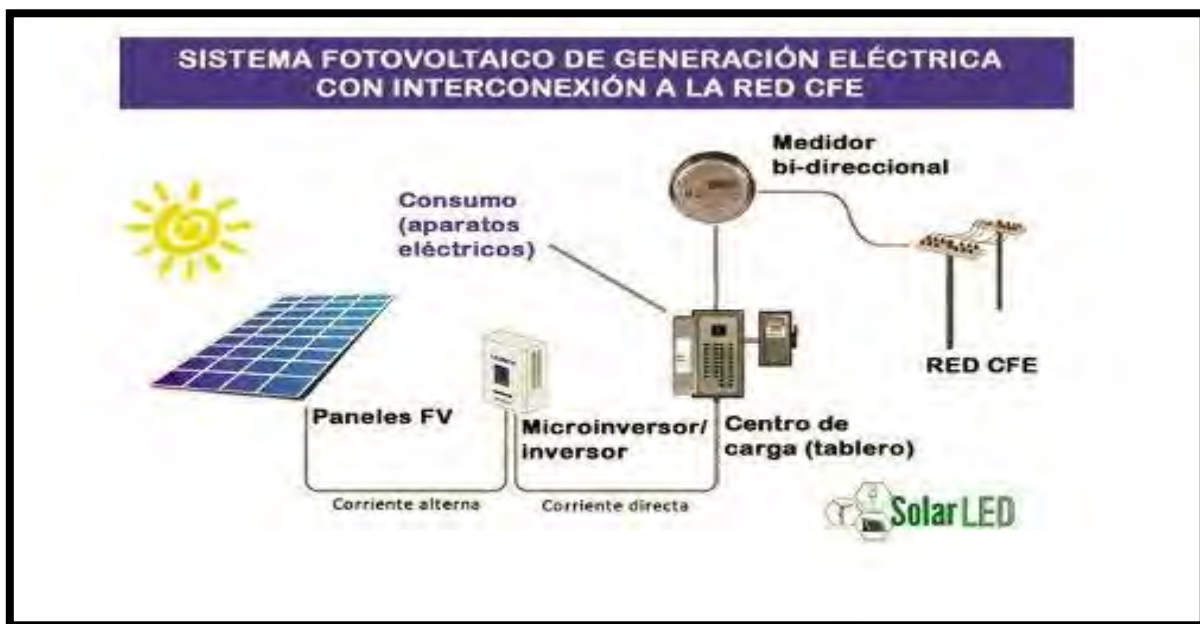 SISTEMA FOTOVOLTAICO DE GENERACIÓN ELÉCTRICA
CON INTERCONEXIÓN A LA RED CFE
Medidor
bi-direccional
Consumo
(aparatos
eléctricos)
RED CFE
Paneles FV
Microinversor/
inversor
Centro de
carga (tablero)
Corriente alterna
Corriente directa
SolarLED